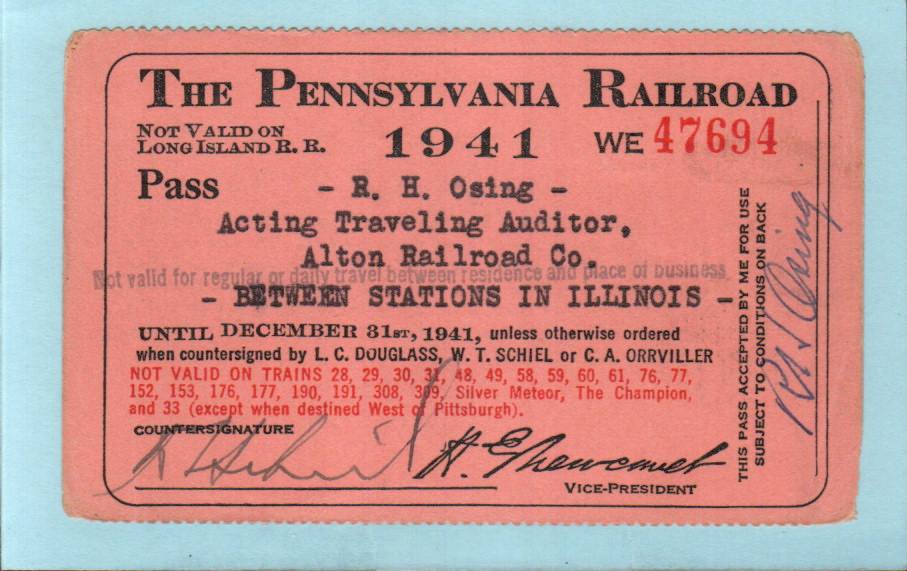 THE PENNSYLVANIA RAILROAD
NOT VALID ON
LONG ISLAND R. R.
1941
WE 47694
Pass
- R. H. Osing -
Acting Traveling Auditor,
Alton Railroad Co.
Not valid for regular or daily travel between residence and place of business
- BETWEEN STATIONS IN ILLINOIS -
UNTIL DECEMBER 31ST, 1941, unless otherwise ordered
when countersigned by L. C. DOUGLASS, W. T. SCHIEL or C. A. ORRVILLER
NOT VALID ON TRAINS 28, 29, 30, 31, 48, 49, 58, 59, 60, 61, 76, 77,
152, 153, 176, 177, 190, 191, 308, 309, Silver Meteor, The Champion,
and 33 (except when destined West of Pittsburgh).
COUNTERSIGNATURE
VICE-PRESIDENT
THIS PASS ACCEPTED BY ME FOR USE
SUBJECT TO CONDITIONS ON BACK
R H Osing